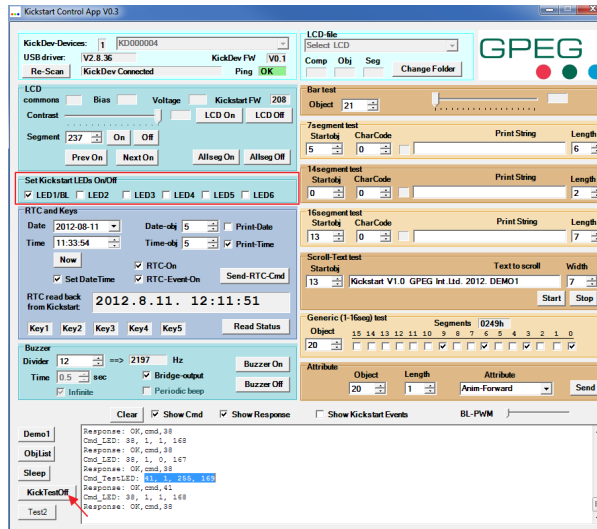 Kickstart Control App V0.3
KickDev-Devices: 1 KD000004
USB driver: V2.8.36 KickDev FW V0.1
Re-Scan KickDev Connected Ping OK
LCD-file
Select LCD
Comp Obj Seg
Change Folder
GPEG
LCD
commons Bias Voltage Kickstart FW 208
Contrast LCD On LCD Off
Segment 237 On Off
Prev On Next On Allseg On Allseg Off
Set Kickstart LEDs On/Off
LED1/BL LED2 LED3 LED4 LED5 LED6
RTC and Keys
Date 2012-08-11 Date-obj 5 Print-Date
Time 11:33:54 Time-obj 5 Print-Time
Now
RTC-On
Set DateTime RTC-Event-On Send-RTC-Cmd
RTC read back
from Kickstart: 2012.8.11. 12:11:51
Key1 Key2 Key3 Key4 Key5 Read Status
Buzzer
Divider 12 ==> 2197 Hz Buzzer On
Time 0.5 sec Bridge-output
Infinite Periodic beep Buzzer Off
Bar test
Object 21
7segment test
Startobj CharCode Print String Length
5 0 6
14segment test
Startobj CharCode Print String Length
0 0 2
16segment test
Startobj CharCode Print String Length
13 0 7
Scroll-Text test
Startobj Text to scroll Width
13 Kickstart V1.0 GPEG Int.Ltd. 2012. DEMO1 7
Start Stop
Generic (1-16seg) test
Object Segments 0249h
15 14 13 12 11 10 9 8 7 6 5 4 3 2 1 0
20
Attribute
Object Length Attribute
20 1 Anim-Forward Send
Clear Show Cmd Show Response Show Kickstart Events BL-PWM
Demo1
ObjList
Sleep
KickTestOff
Test2
Response: OK,cmd,38
Cmd_LED: 38, 1, 1, 168
Response: OK,cmd,38
Cmd_LED: 38, 1, 0, 167
Response: OK,cmd,38
Cmd_TestLED: 41, 1, 255, 169
Response: OK,cmd,41
Cmd_LED: 38, 1, 1, 168
Response: OK,cmd,38